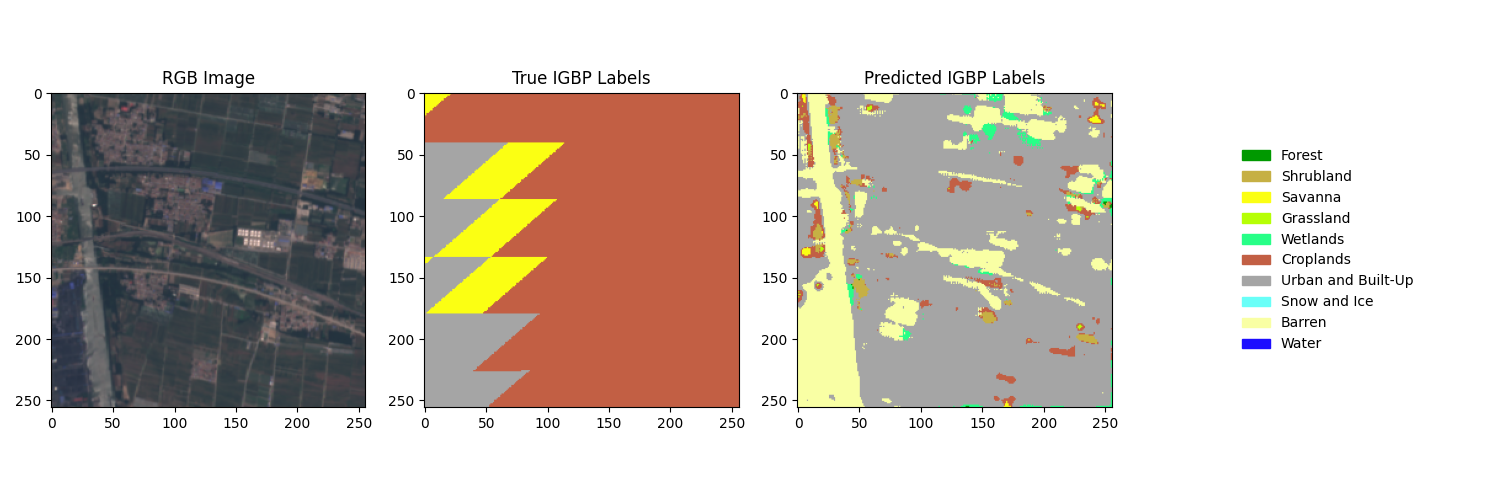 RGB Image
True IGBP Labels
Predicted IGBP Labels
0
50
100
150
200
250
0
50
100
150
200
250
0
50
100
150
200
250
0
50
100
150
200
250
0
50
100
150
200
250
0
50
100
150
200
250
Forest
Shrubland
Savanna
Grassland
Wetlands
Croplands
Urban and Built-Up
Snow and Ice
Barren
Water